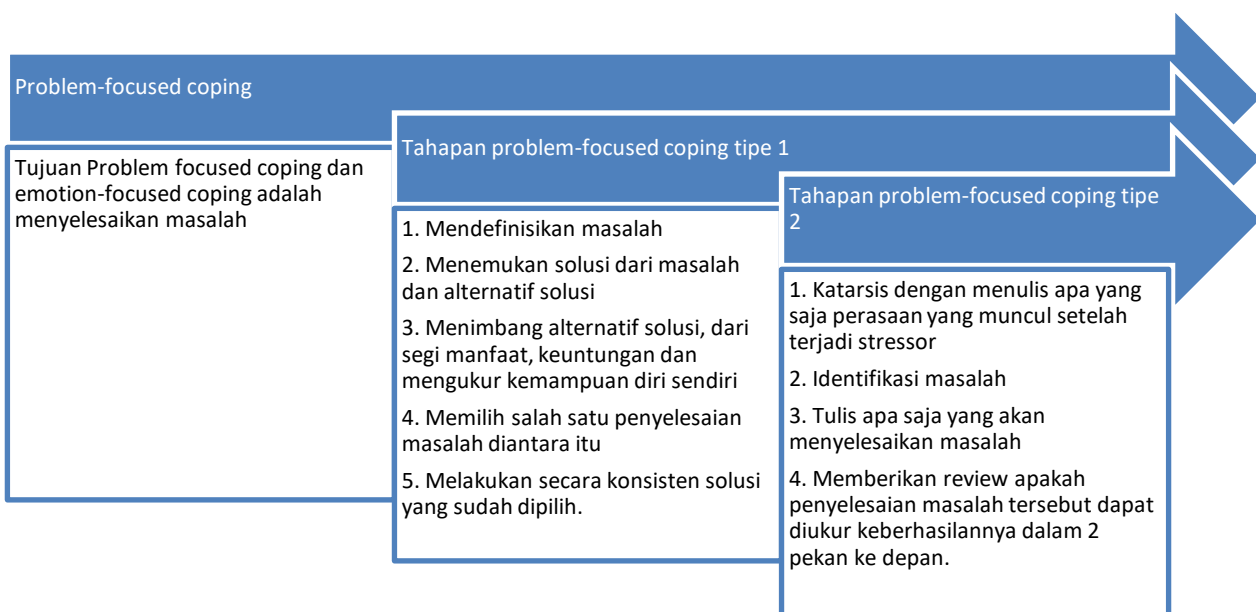 Problem-focused coping
Tujuan Problem focused coping dan
emotion-focused coping adalah
menyelesaikan masalah
Tahapan problem-focused coping tipe 1
1. Mendefinisikan masalah
2. Menemukan solusi dari masalah
dan alternatif solusi
3. Menimbang alternatif solusi, dari
segi manfaat, keuntungan dan
mengukur kemampuan diri sendiri
4. Memilih salah satu penyelesaian
masalah diantara itu
5. Melakukan secara konsisten solusi
yang sudah dipilih.
Tahapan problem-focused coping tipe
2
1. Katarsis dengan menulis apa yang
saja perasaan yang muncul setelah
terjadi stressor
2. Identifikasi masalah
3. Tulis apa saja yang akan
menyelesaikan masalah
4. Memberikan review apakah
penyelesaian masalah tersebut dapat
diukur keberhasilannya dalam 2
pekan ke depan.